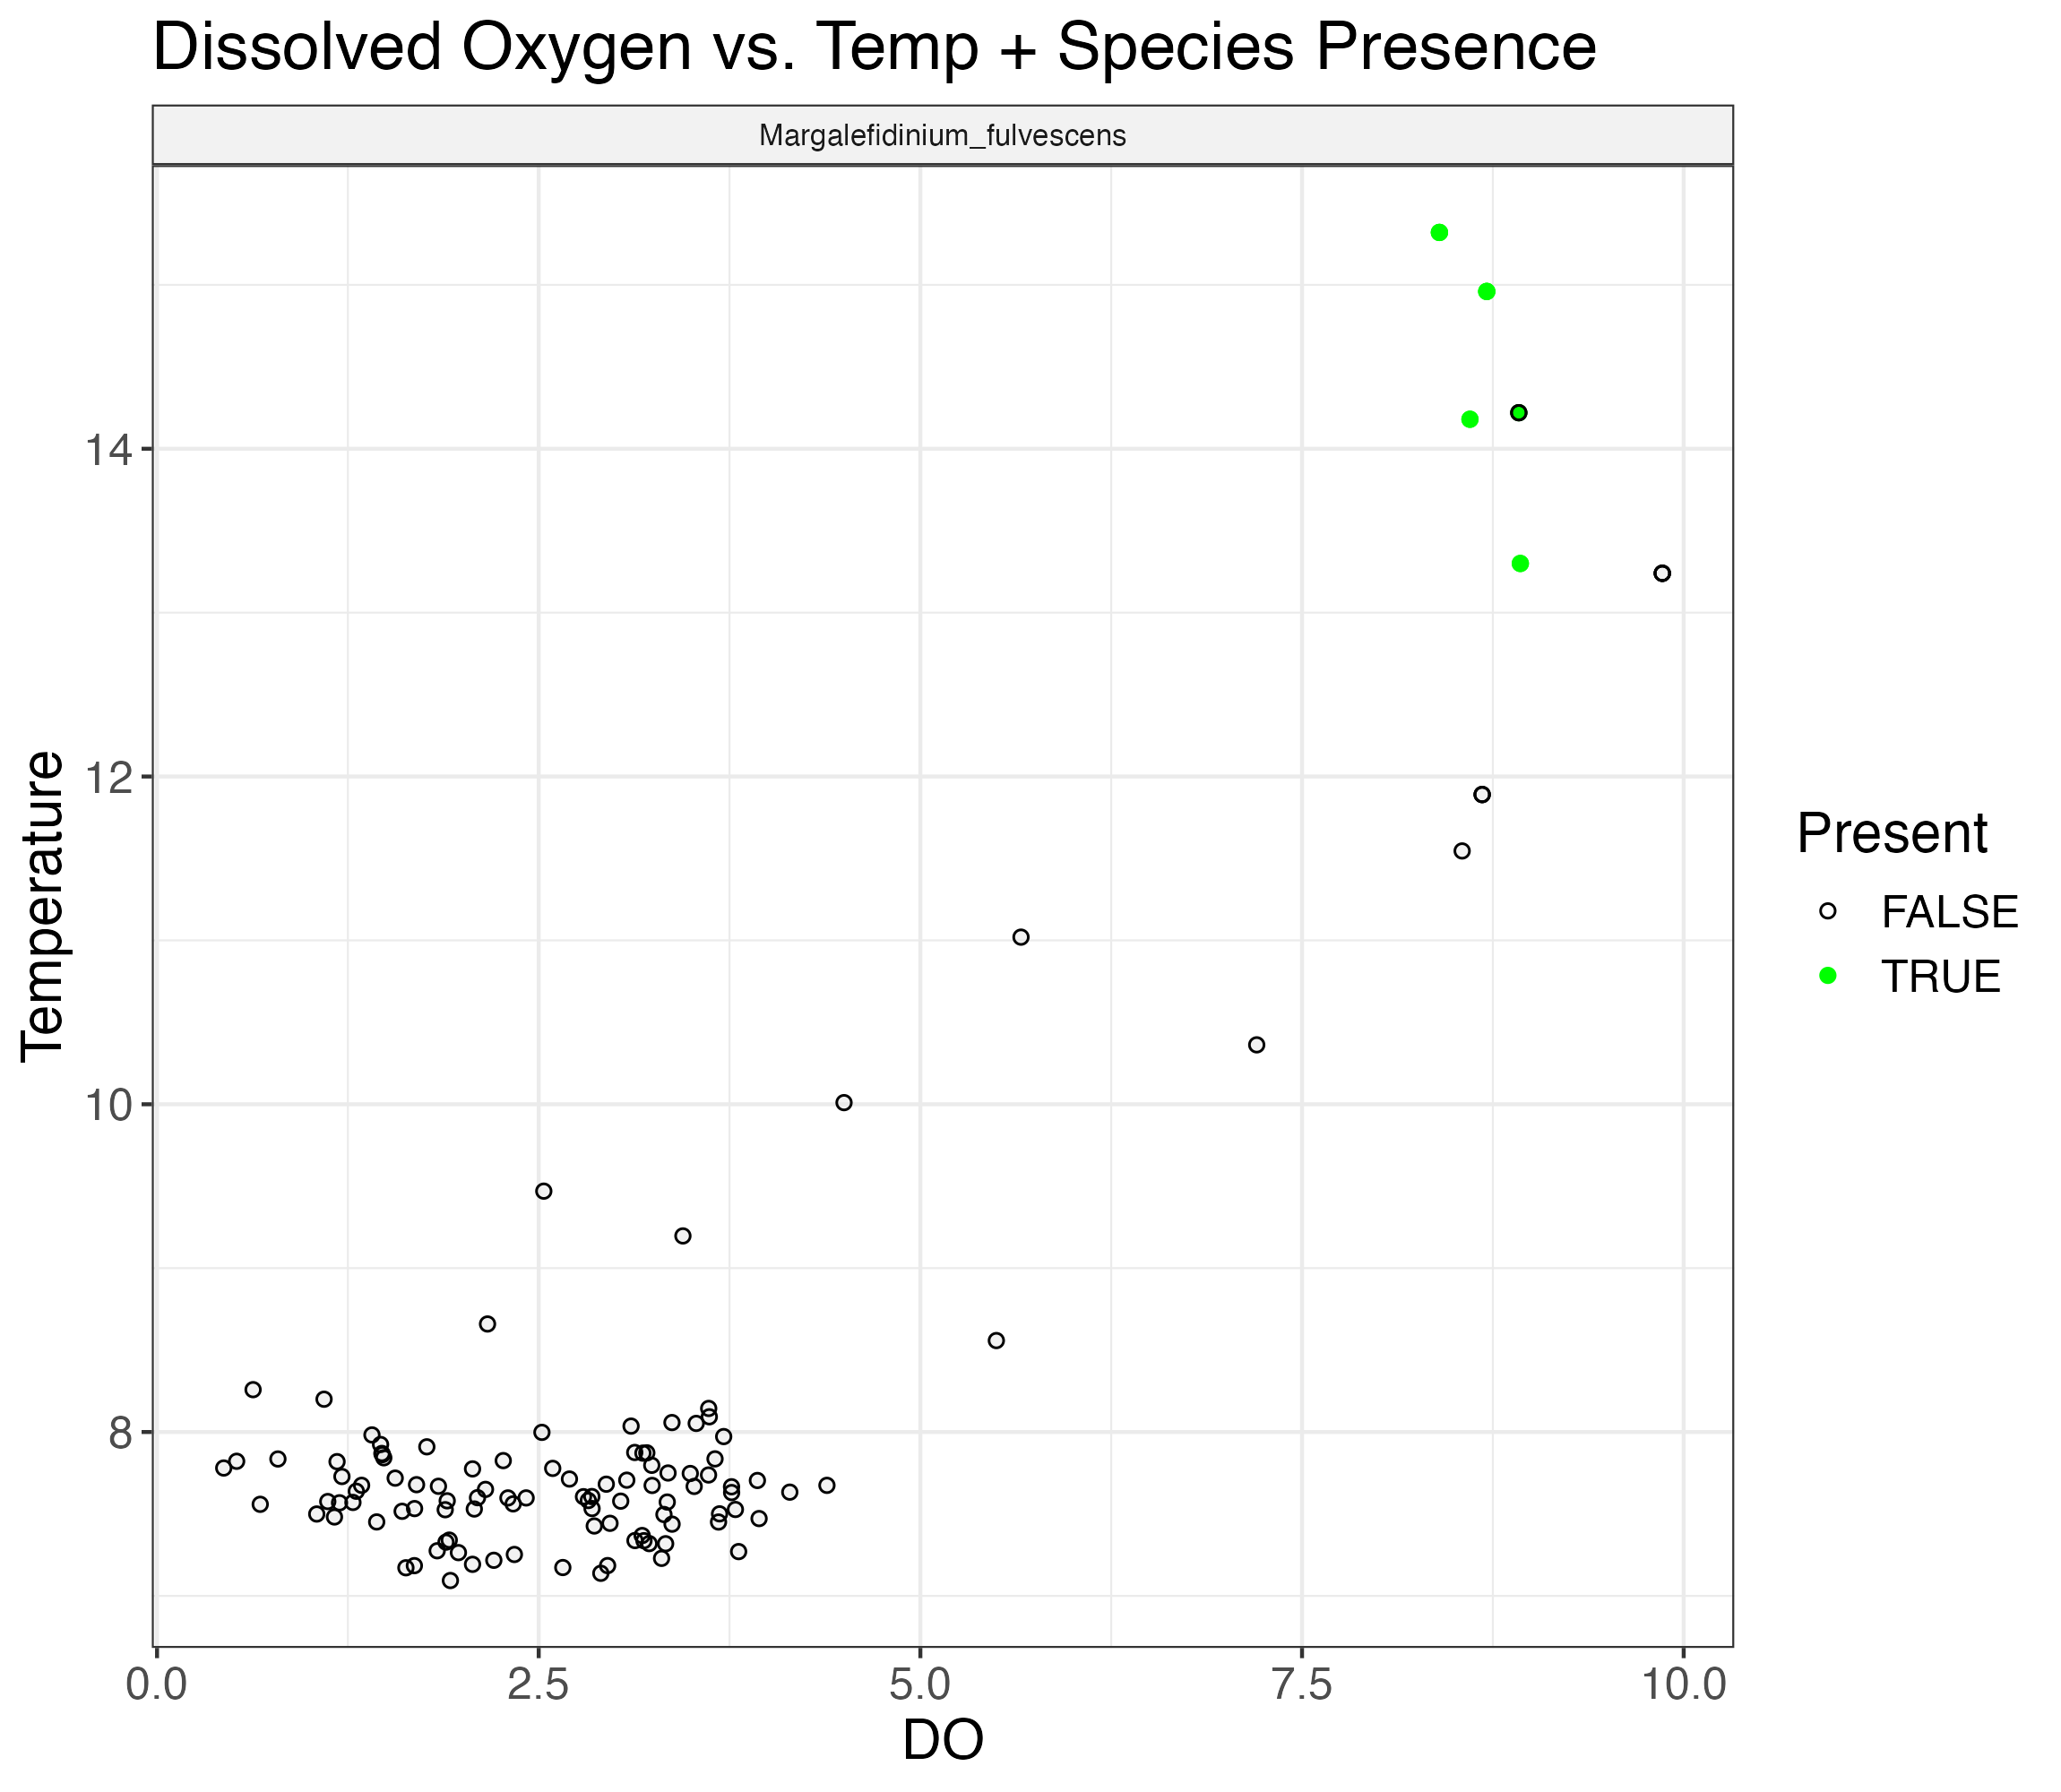 Dissolved Oxygen vs. Temp + Species Presence
Margalefidinium_fulvescens
Temperature
14
12
10
8
0.0 2.5 5.0 7.5 10.0
DO
Present
FALSE
TRUE